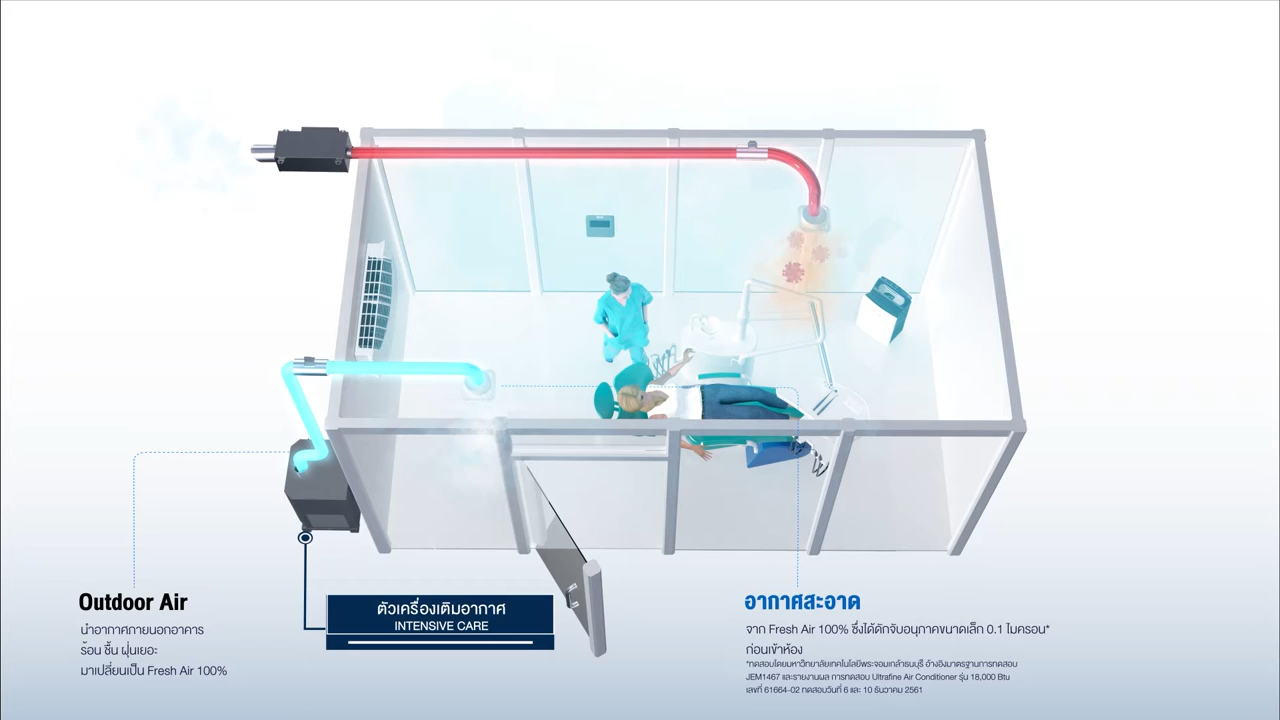 Outdoor Air
นำอากาศภายนอกอาคาร
ร้อน ชื้น ฝุ่นเยอะ
มาเปลี่ยนเป็น Fresh Air 100%
ตัวเครื่องเติมอากาศ
INTENSIVE CARE
อากาศสะอาด
จาก Fresh Air 100% ซึ่งได้ดักจับอนุภาคขนาดเล็ก 0.1 ไมครอน*
ก่อนเข้าห้อง
*ทดสอบโดยมหาวิทยาลัยเทคโนโลยีพระจอมเกล้าธนบุรี อ้างอิงมาตรฐานการทดสอบ
JEM1467 และรายงานผล การทดสอบ Ultrafine Air Conditioner รุ่น 18,000 Btu
เลขที่ 61664-02 ทดสอบวันที่ 6 และ 10 ธันวาคม 2561